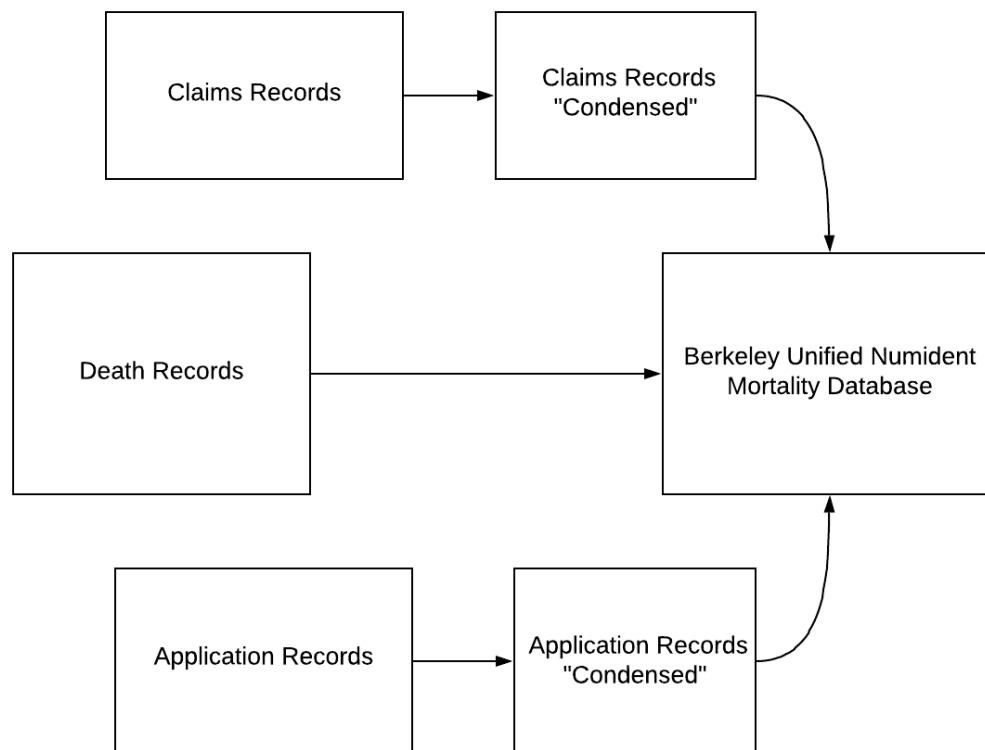 Claims Records
Claims Records
"Condensed"
Death Records
Berkeley Unified Numident
Mortality Database
Application Records
Application Records
"Condensed"